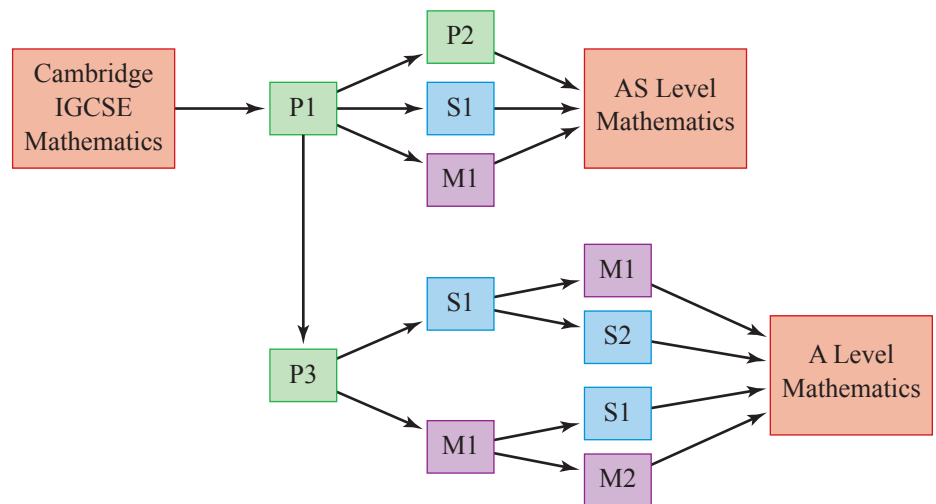 Cambridge
IGCSE
Mathematics
P1
P2
S1
M1
AS Level
Mathematics
P3
S1
M1
M1
S2
S1
M2
A Level
Mathematics